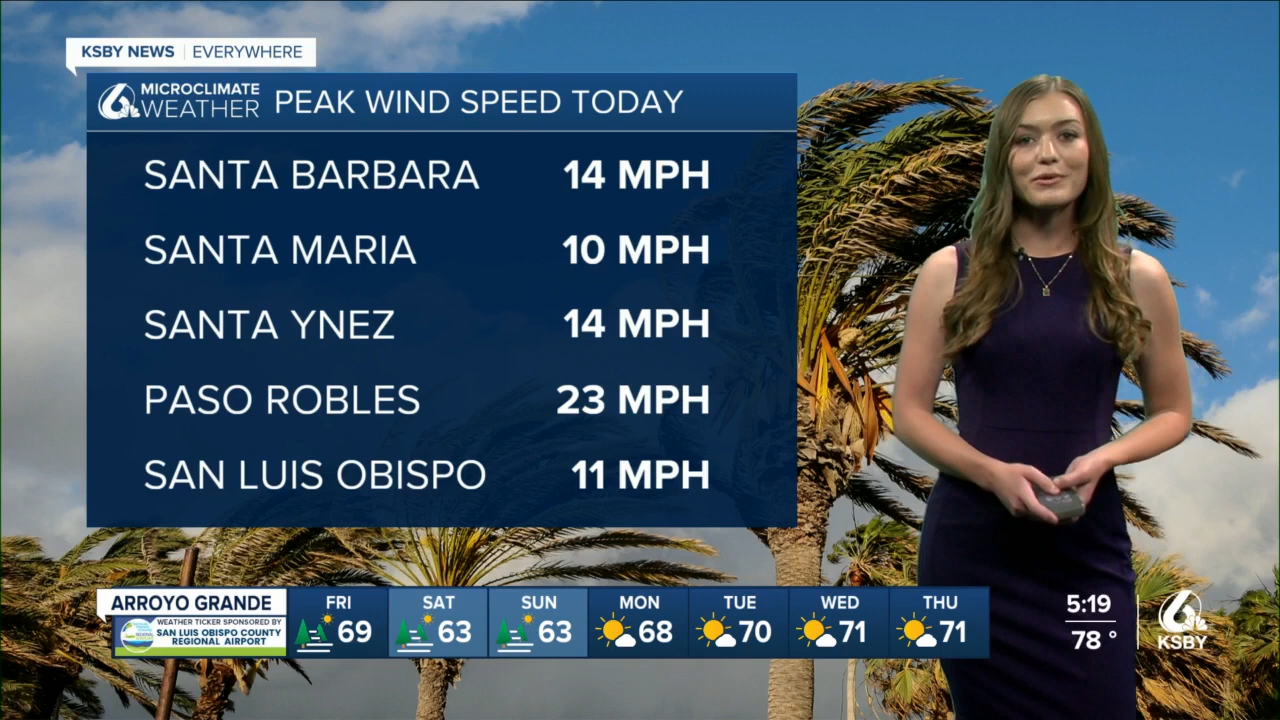 KSBY NEWS | EVERYWHERE
6 MICROCLIMATE
WEATHER
PEAK WIND SPEED TODAY
SANTA BARBARA 14 MPH
SANTA MARIA 10 MPH
SANTA YNEZ 14 MPH
PASO ROBLES 23 MPH
SAN LUIS OBISPO 11 MPH
ARROYO GRANDE
WEATHER TICKER SPONSORED BY
SAN LUIS OBISPO COUNTY
REGIONAL AIRPORT
FRI
69
SAT
63
SUN
63
MON
68
TUE
70
WED
71
THU
71
5:19
78 °
6
KSBY